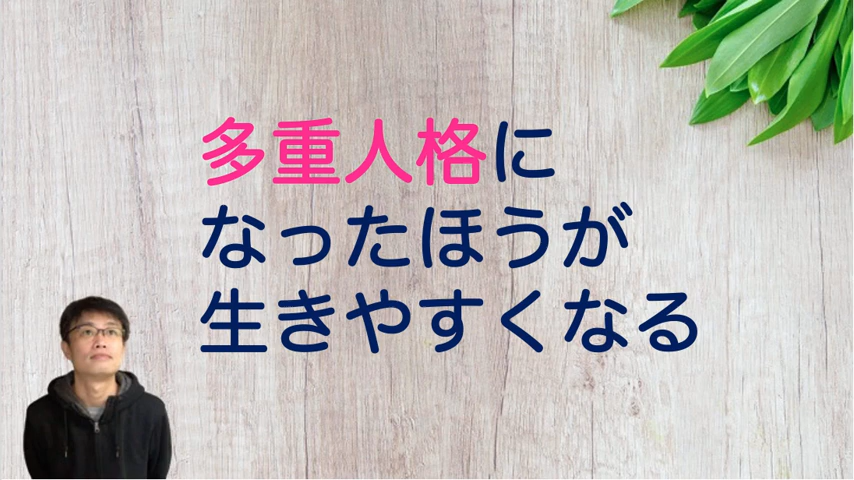 多重人格に
なったほうが
生きやすくなる